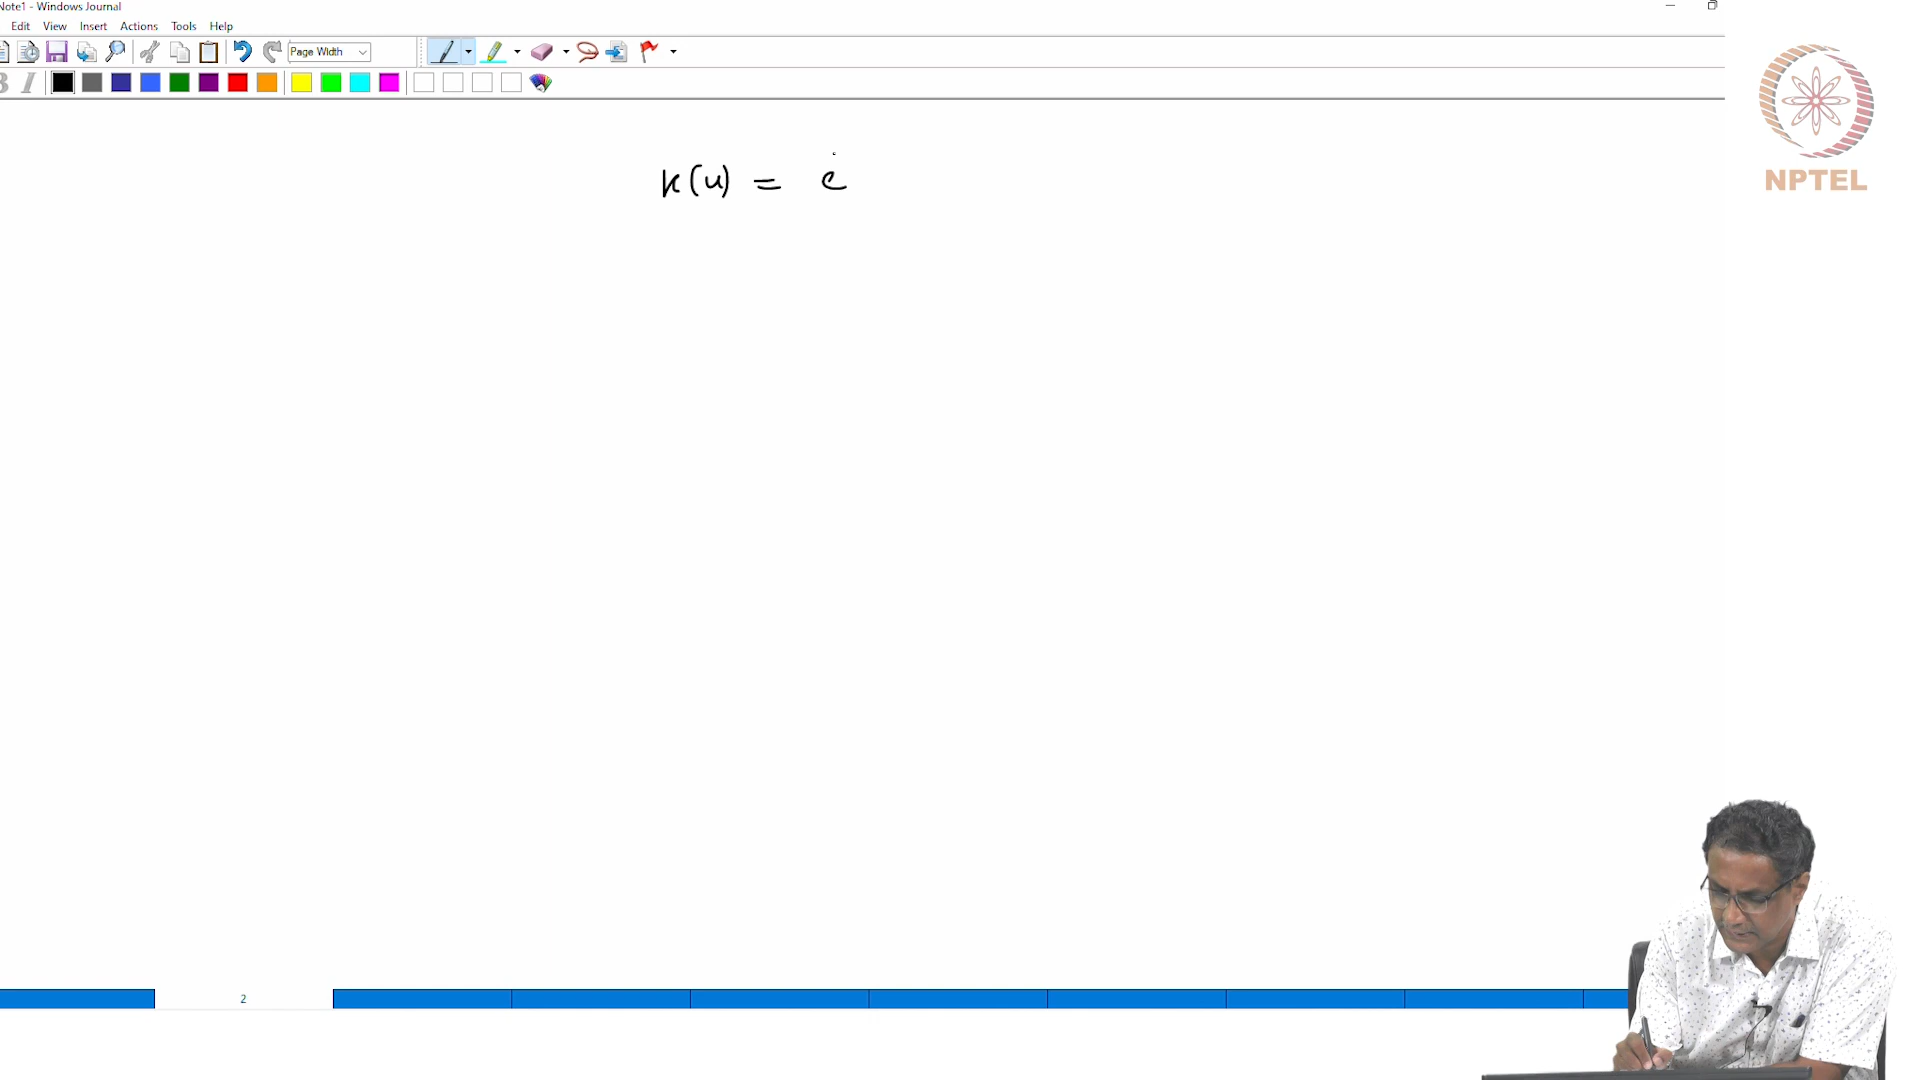 Note1 - Windows Journal
Edit View Insert Actions Tools Help
Page Width
B I
k(u) = e
NPTEL
2